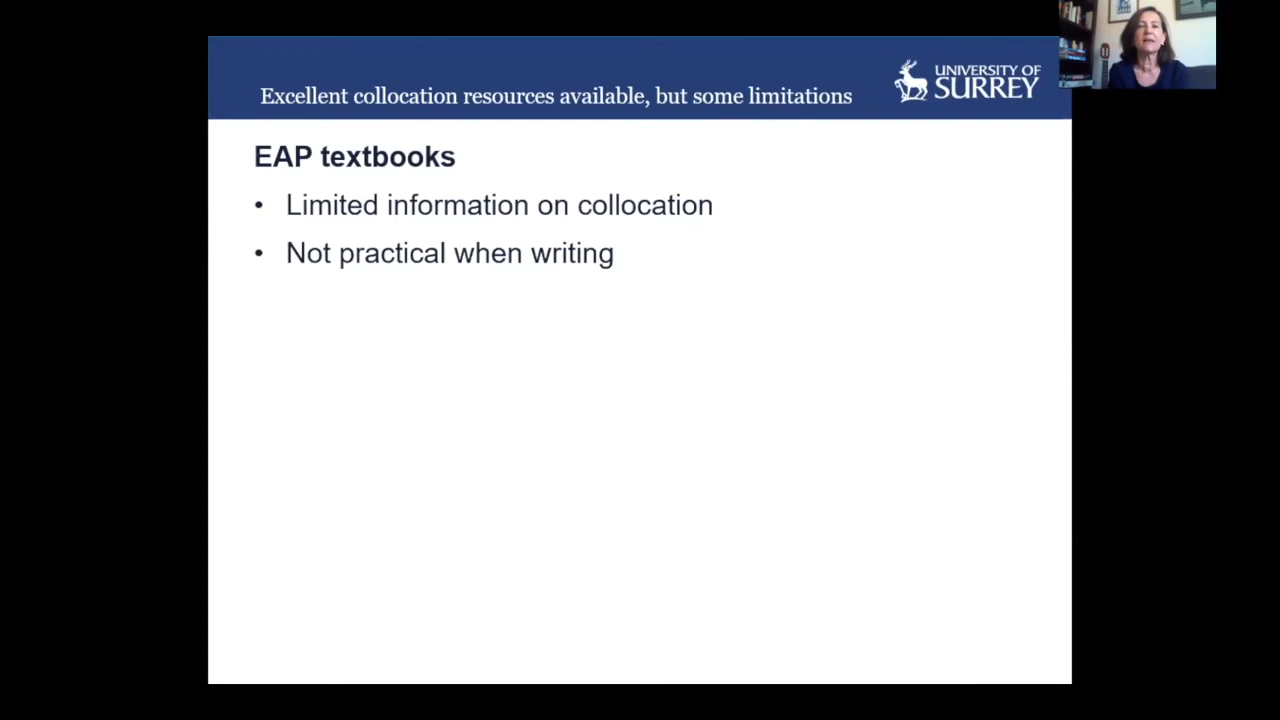 Excellent collocation resources available, but some limitations
UNIVERSITY OF
SURREY
EAP textbooks
• Limited information on collocation
• Not practical when writing